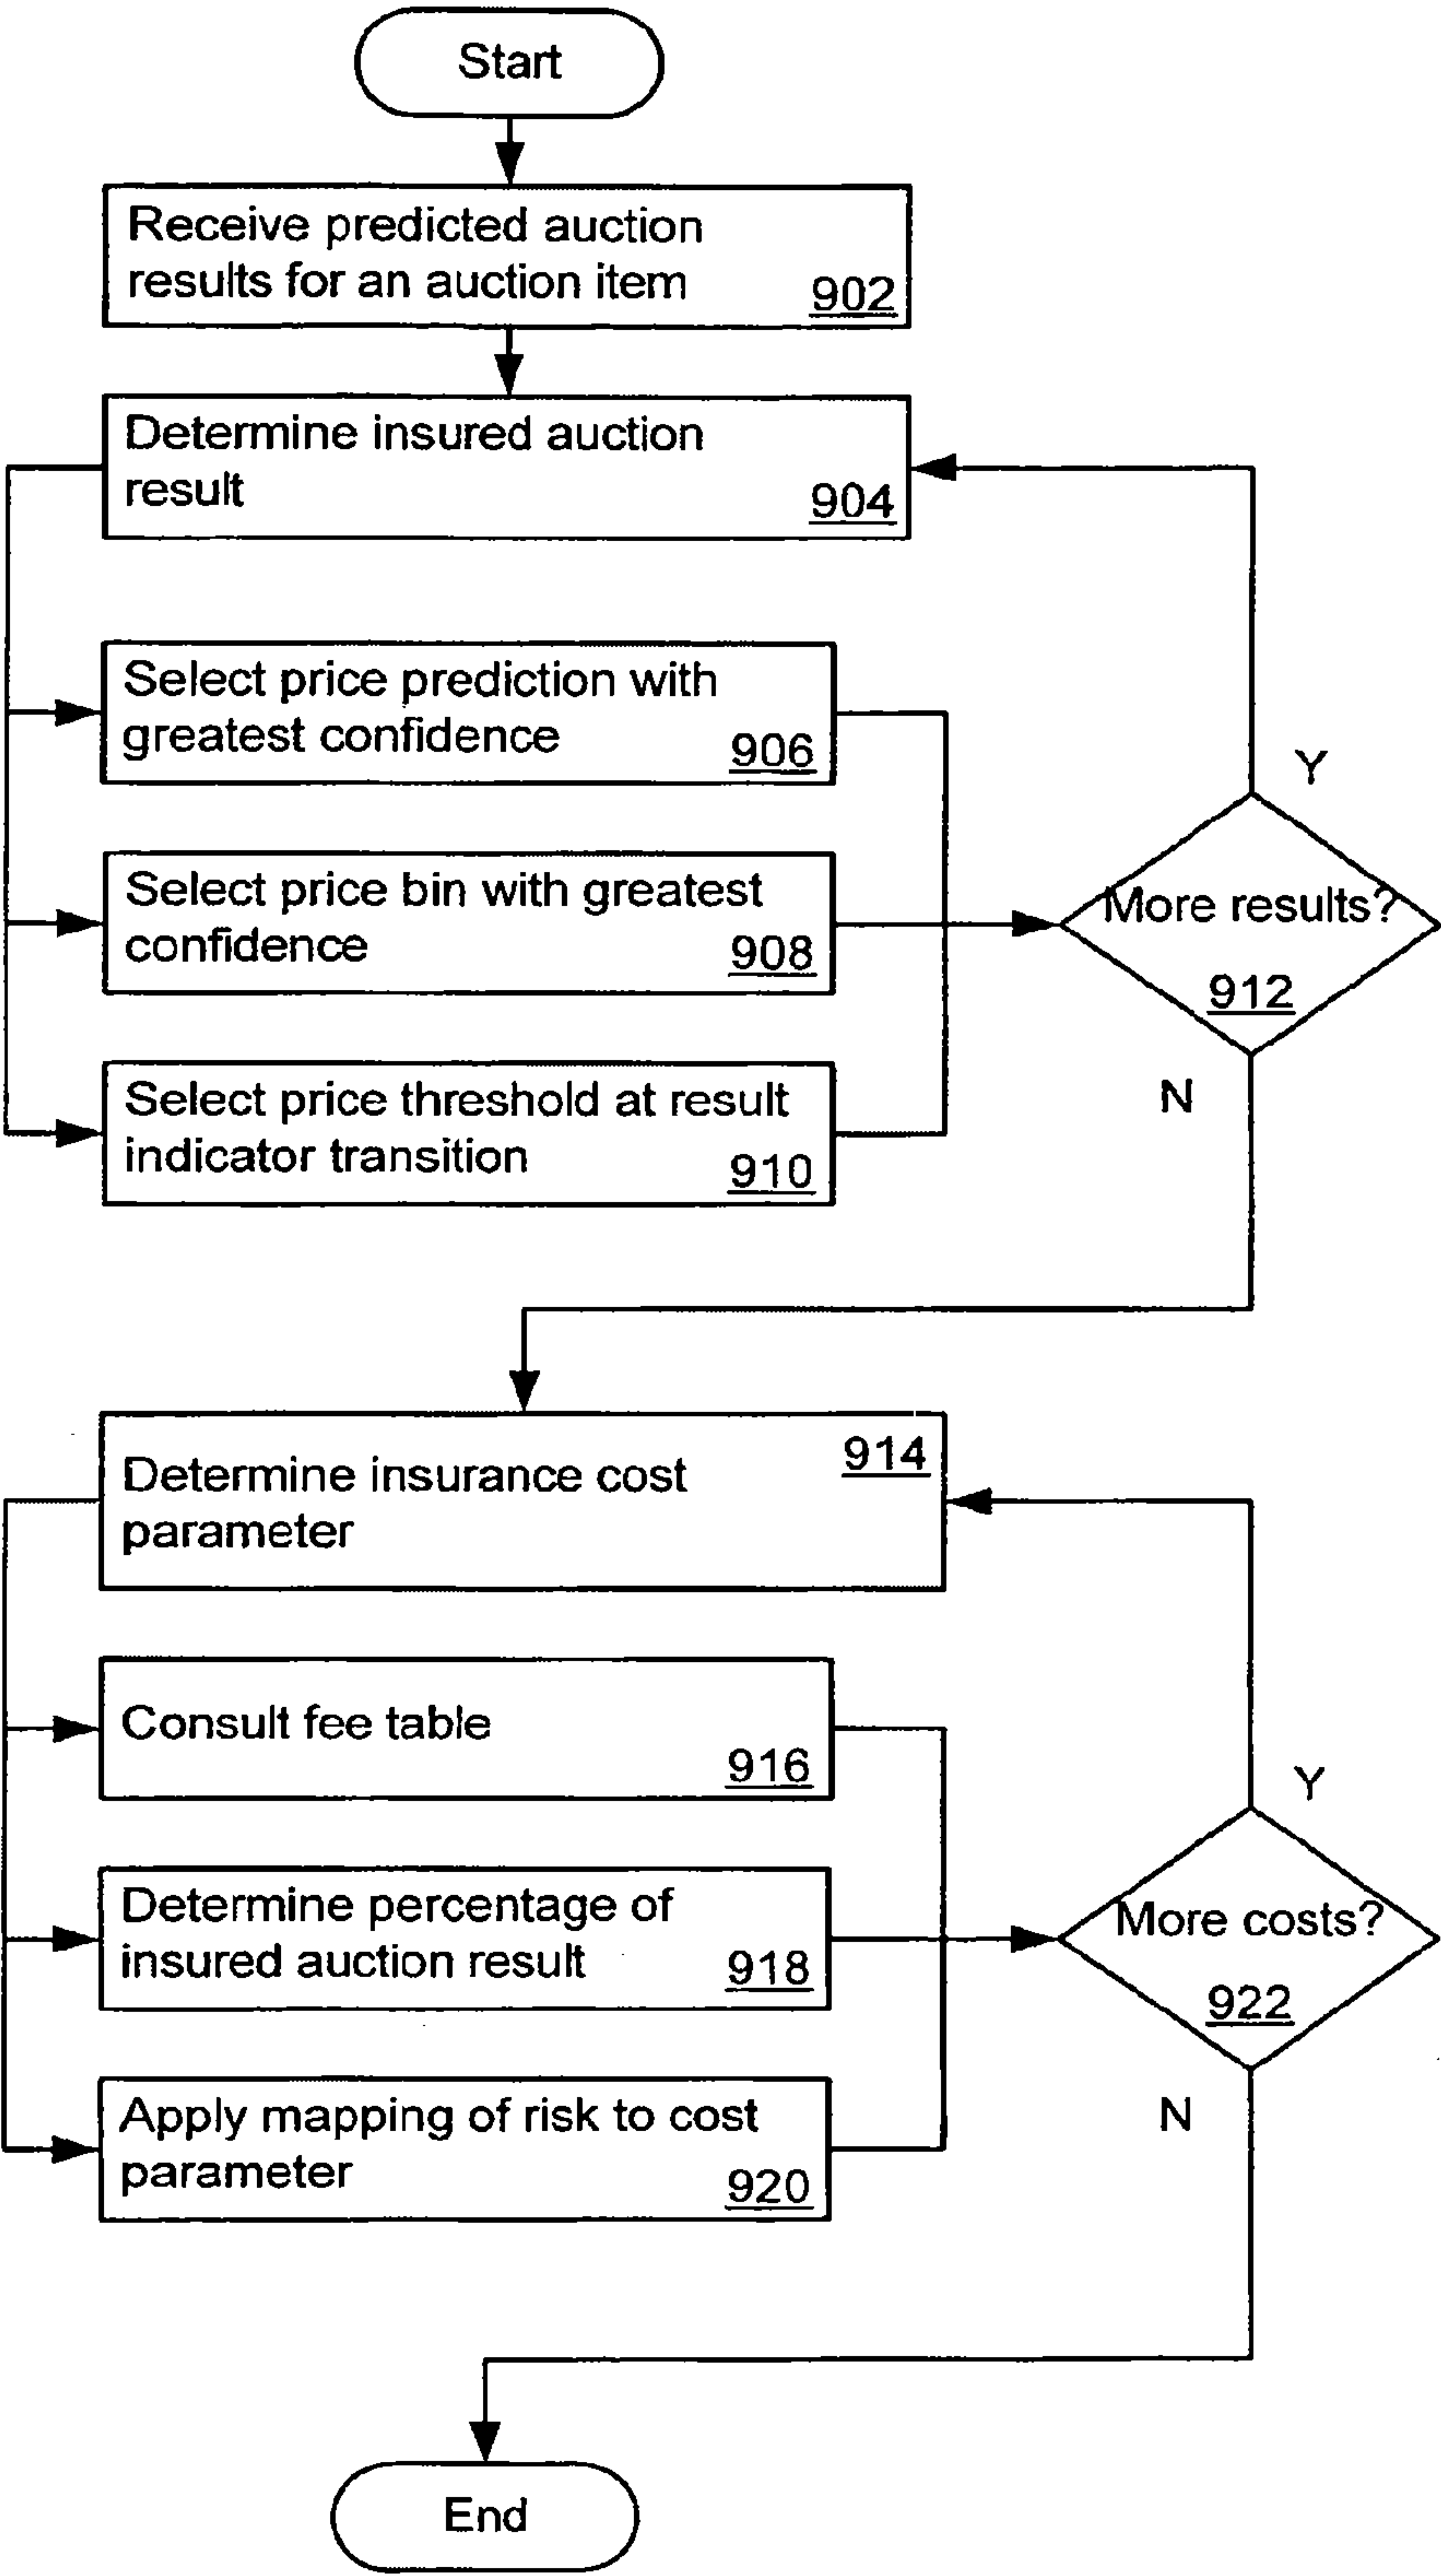 Start
Receive predicted auction
results for an auction item
902
Determine insured auction
result
904
Select price prediction with
greatest confidence
906
Y
Select price bin with greatest
confidence
908
More results?
912
Select price threshold at result
indicator transition
910
N
Determine insurance cost
parameter
914
Consult fee table
916
Y
Determine percentage of
insured auction result
918
More costs?
922
Apply mapping of risk to cost
parameter
920
N
End